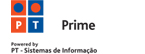 PT Prime
Powered by
PT - Sistemas de Informação